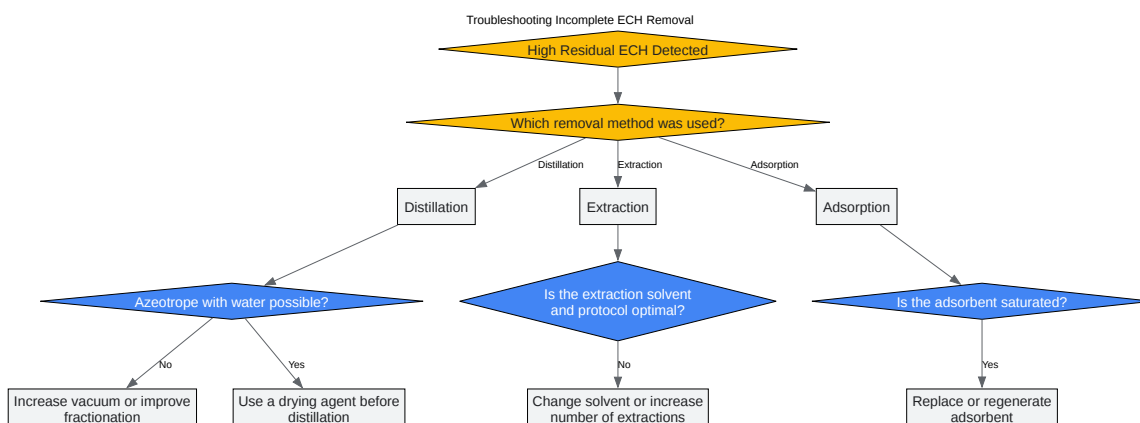 Troubleshooting Incomplete ECH Removal
High Residual ECH Detected
Which removal method was used?
Distillation
Extraction
Adsorption
Distillation
Extraction
Adsorption
Azeotrope with water possible?
Is the extraction solvent
and protocol optimal?
Is the adsorbent saturated?
No
Yes
No
Yes
Increase vacuum or improve
fractionation
Use a drying agent before
distillation
Change solvent or increase
number of extractions
Replace or regenerate
adsorbent